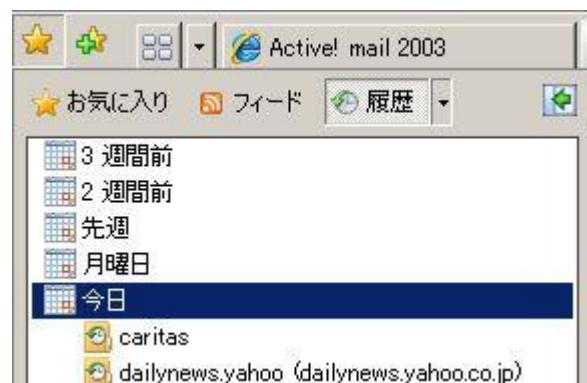 Active! mail 2003
お気に入り フィード 履歴
3 週間前
2 週間前
先週
月曜日
今日
caritas
dailynews.yahoo (dailynews.yahoo.co.jp)